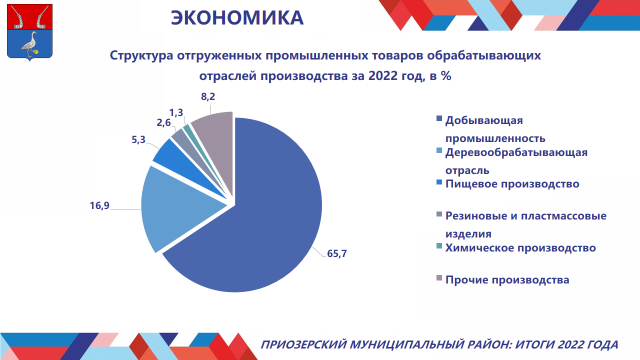 ЭКОНОМИКА
Структура отгруженных промышленных товаров обрабатывающих
отраслей производства за 2022 год, в %
8,2
1,3
2,6
5,3
16,9
65,7
Добывающая
промышленность
Деревообрабатывающая
отрасль
Пищевое производство
Резиновые и пластмассовые
изделия
Химическое производство
Прочие производства
ПРИОЗЕРСКИЙ МУНИЦИПАЛЬНЫЙ РАЙОН: ИТОГИ 2022 ГОДА